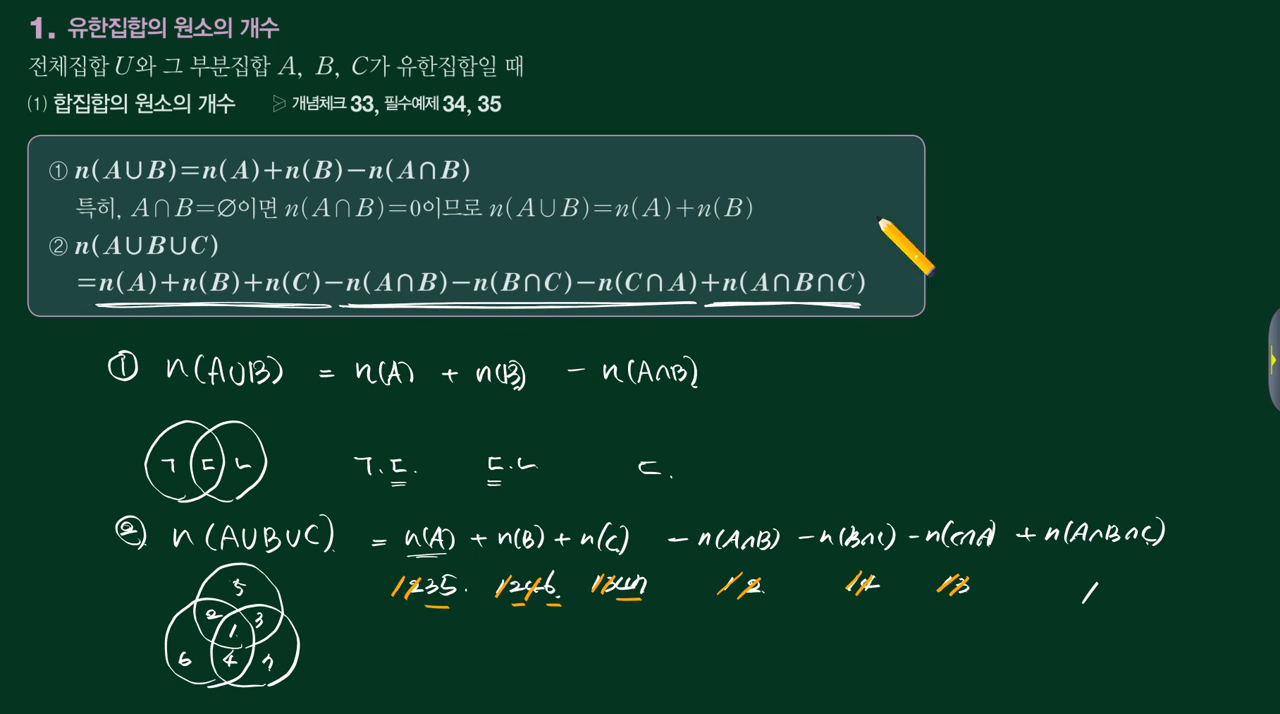 1. 유한집합의 원소의 개수
전체집합 U와 그 부분집합 A, B, C가 유한집합일 때
(1) 합집합의 원소의 개수 ▷ 개념체크 33, 필수예제 34, 35
① n(A∪B)=n(A)+n(B)−n(A∩B)
특히, A∩B=∅이면 n(A∩B)=0이므로 n(A∪B)=n(A)+n(B)
② n(A∪B∪C)
=n(A)+n(B)+n(C)−n(A∩B)−n(B∩C)−n(C∩A)+n(A∩B∩C)
① n(A∪B) = n(A) + n(B) − n(A∩B)
ㄱ ㄷ ㄴ ㄱ.ㄷ. ㄷ.ㄴ ㄷ.
② n(A∪B∪C) = n(A) + n(B) + n(C) − n(A∩B) − n(B∩C) − n(C∩A) + n(A∩B∩C)
1235. 1246 1347 12 14 13 1
5
2 3
1
6 4 7